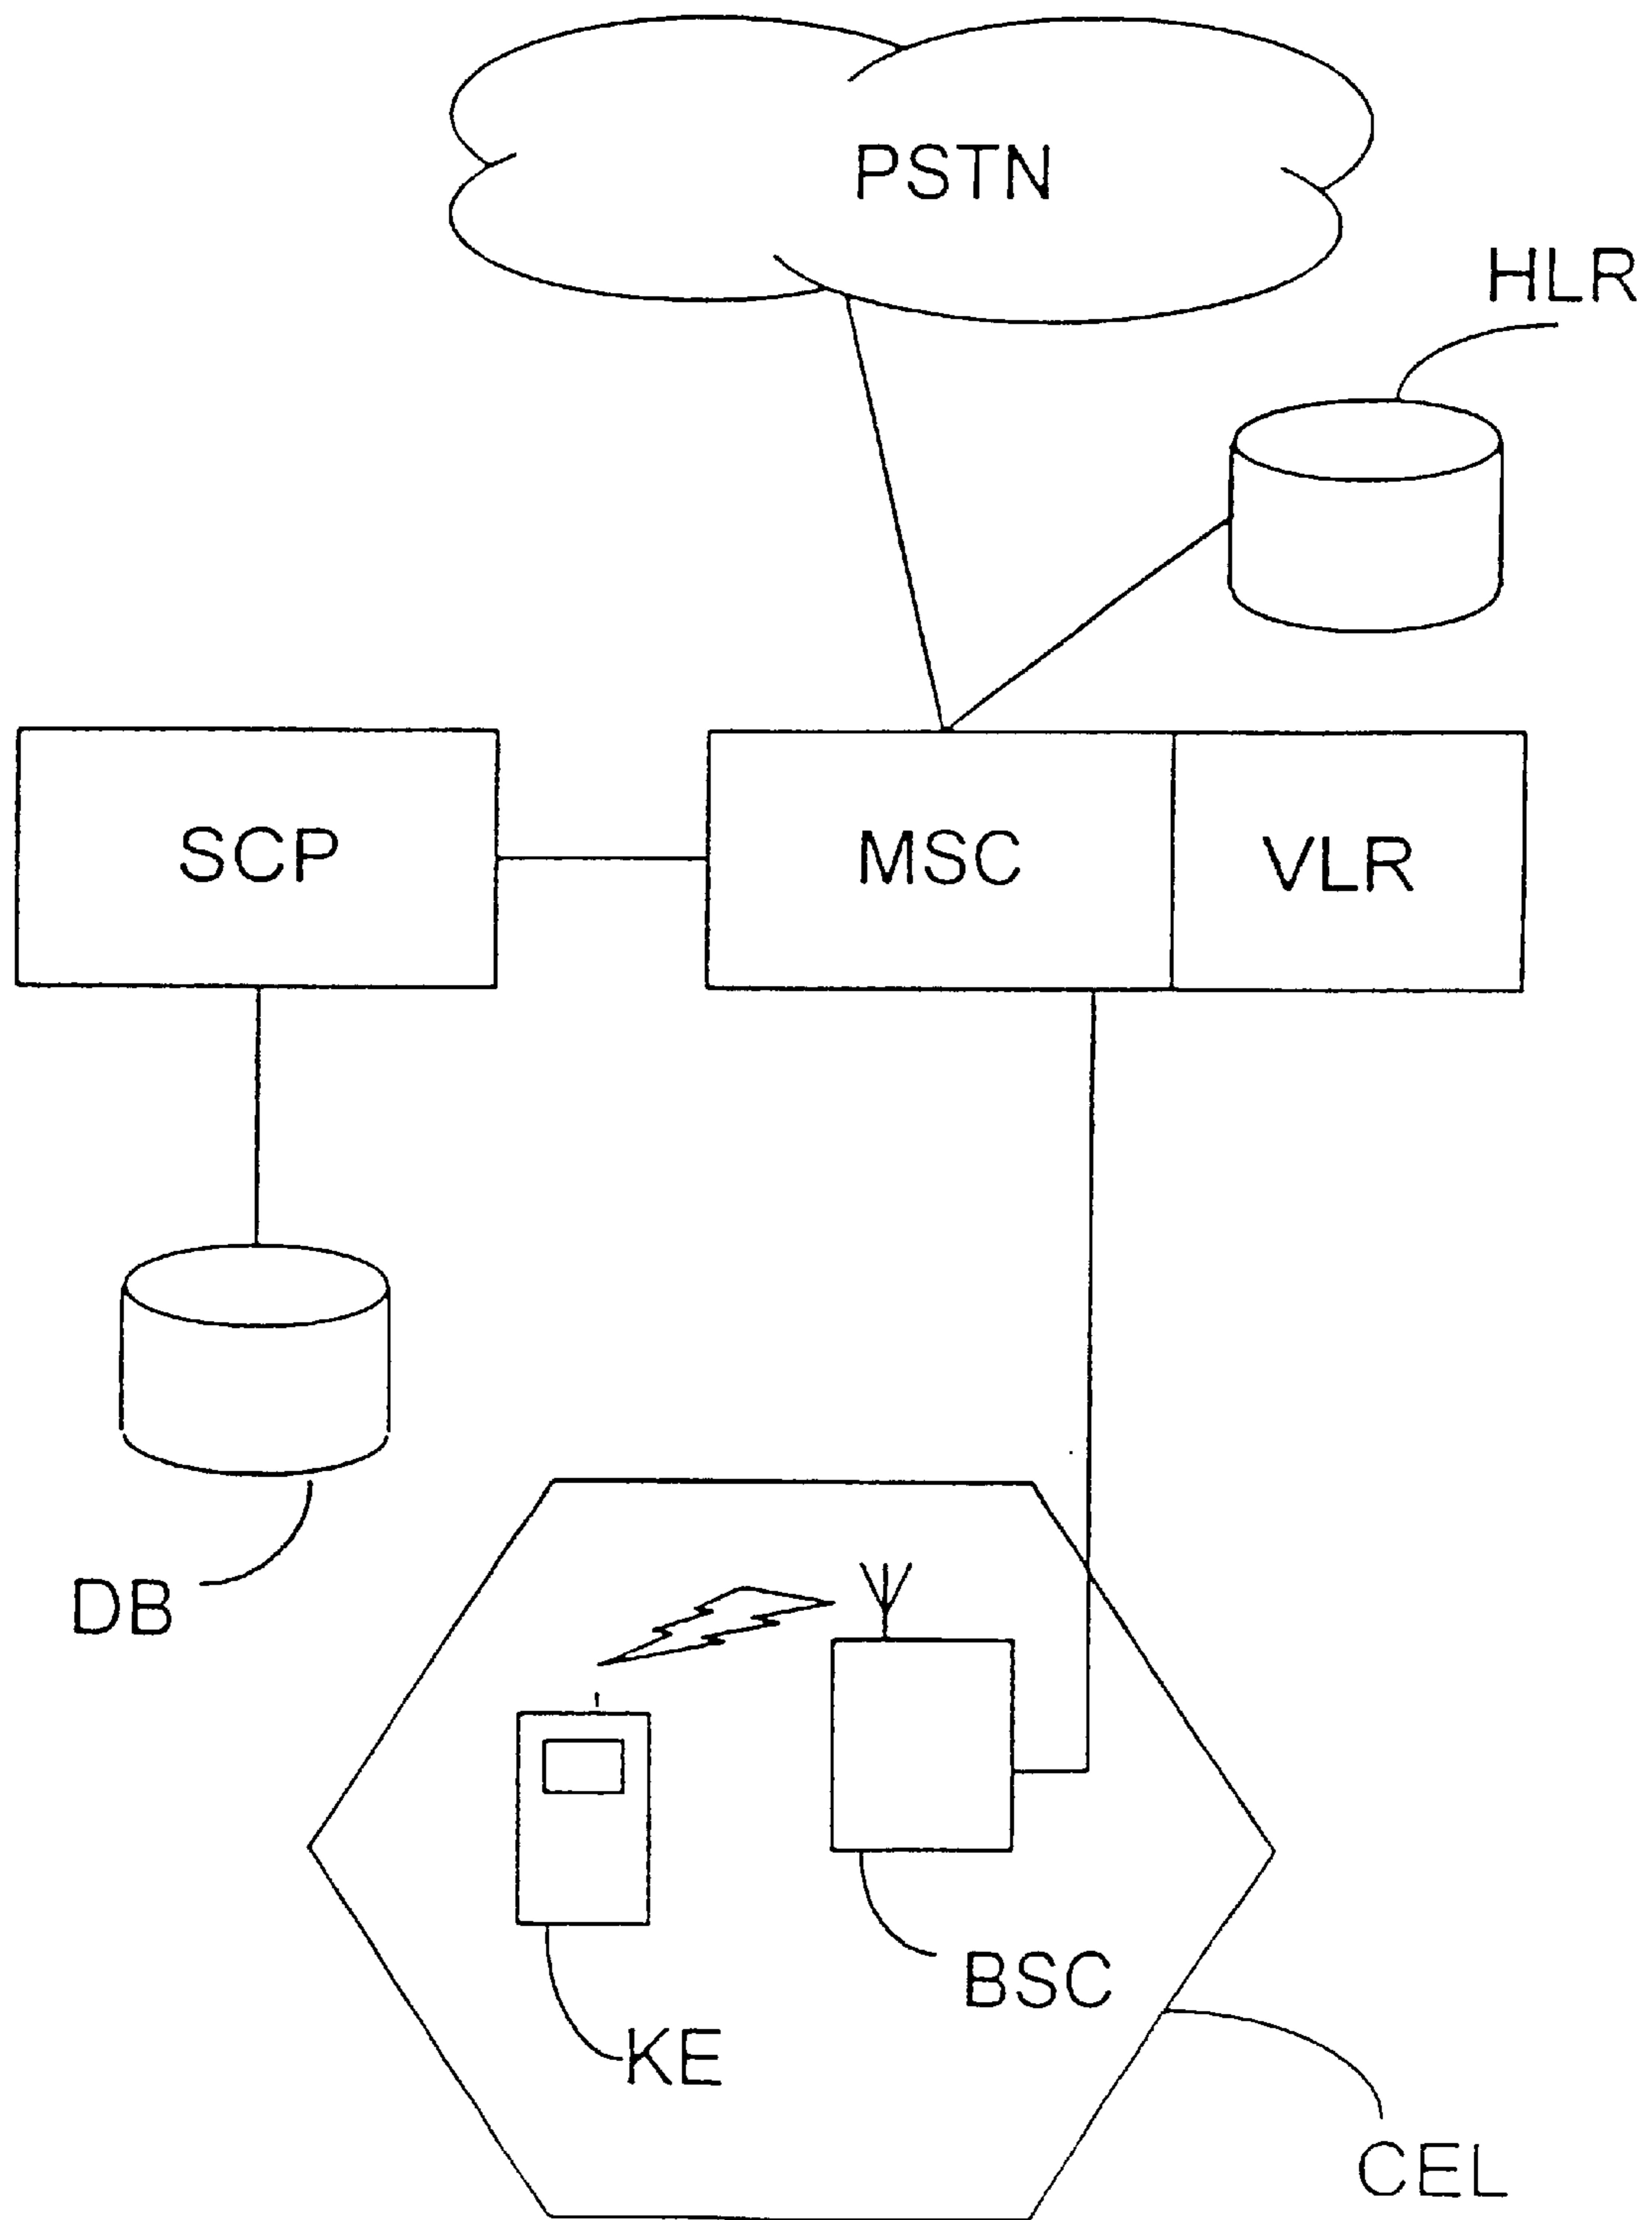 PSTN
HLR
SCP
MSC
VLR
DB
BSC
KE
CEL